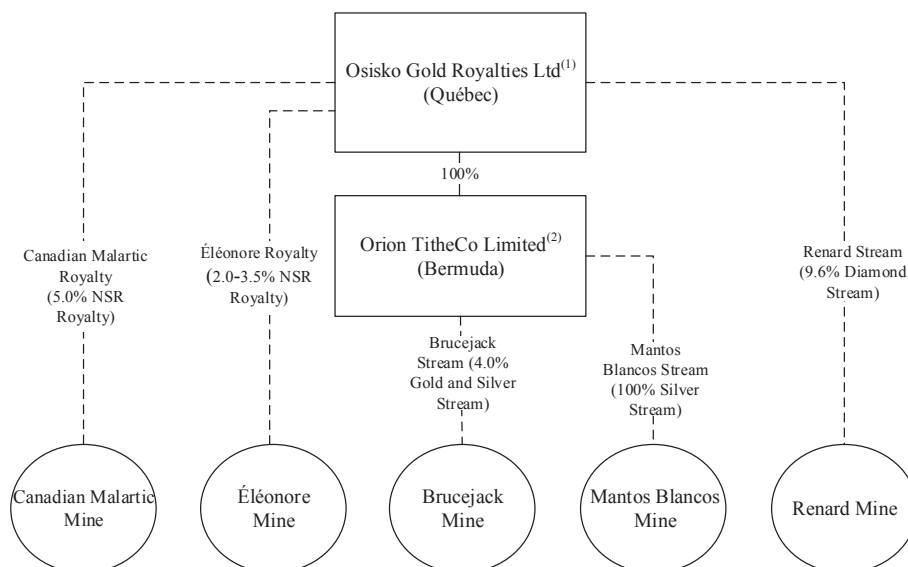 Osisko Gold Royalties Ltd(1)
(Québec)
100%
Orion TitheCo Limited(2)
(Bermuda)
Canadian Malartic
Royalty
(5.0% NSR
Royalty)
Éléonore Royalty
(2.0-3.5% NSR
Royalty)
Brucejack
Stream (4.0%
Gold and Silver
Stream)
Mantos
Blancos Stream
(100% Silver
Stream)
Renard Stream
(9.6% Diamond
Stream)
Canadian Malartic
Mine
Éléonore
Mine
Brucejack
Mine
Mantos Blancos
Mine
Renard Mine